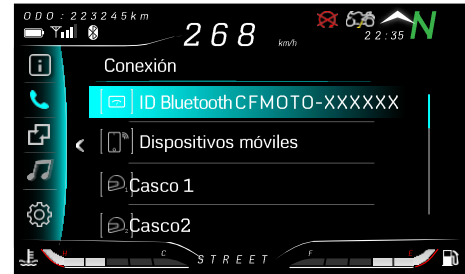 ODO: 223245km
268 km/h
22:35 N
Conexión
ID Bluetooth CFMOTO-XXXXXX
Dispositivos móviles
Casco 1
Casco2
H C STREET F E